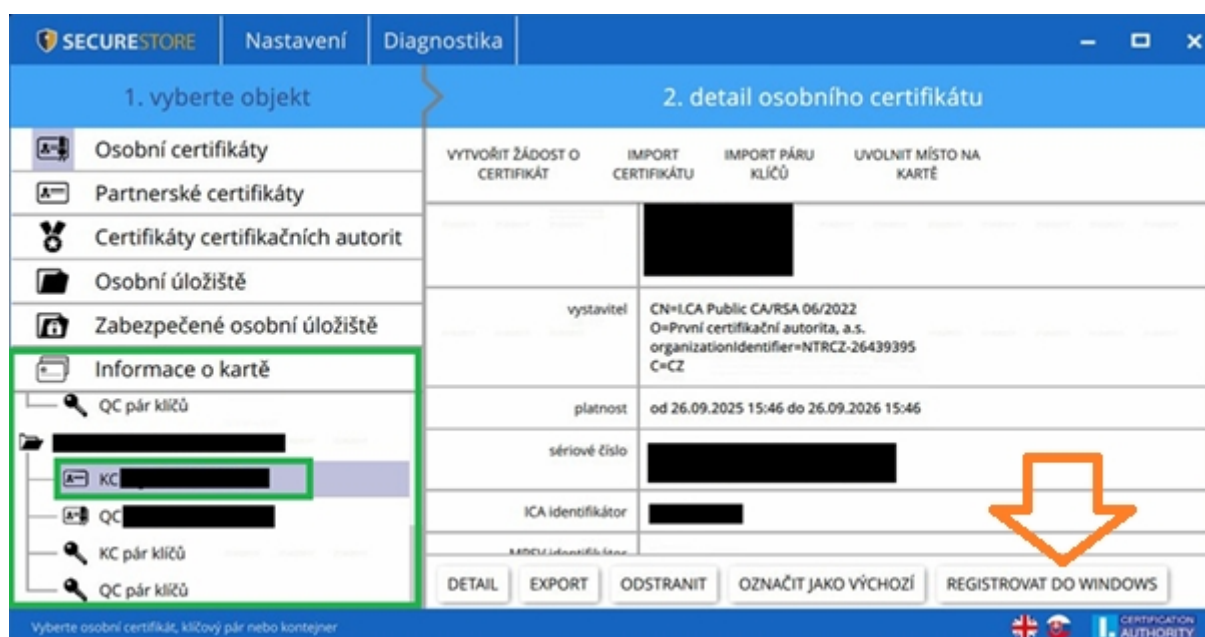 SECURESTORE
Nastavení
Diagnostika
1. vyberte objekt
2. detail osobního certifikátu
Osobní certifikáty
Partnerské certifikáty
Certifikáty certifikačních autorit
Osobní úložiště
Zabezpečené osobní úložiště
Informace o kartě
QC pár klíčů
KC
QC
KC pár klíčů
QC pár klíčů
VYTVOŘIT ŽÁDOST O
CERTIFIKÁT
IMPORT
CERTIFIKÁTU
IMPORT PÁRU
KLÍČŮ
UVOLNIT MÍSTO NA
KARTĚ
vystavitel
CN=I.CA Public CA/RSA 06/2022
O=První certifikační autorita, a.s.
organizationIdentifier=NTRCZ-26439395
C=CZ
platnost
od 26.09.2025 15:46 do 26.09.2026 15:46
sériové číslo
ICA identifikátor
MPSV identifikátor
DETAIL
EXPORT
ODSTRANIT
OZNAČIT JAKO VÝCHOZÍ
REGISTROVAT DO WINDOWS
Vyberte osobní certifikát, klíčový pár nebo kontejner
CERTIFICATION
AUTHORITY